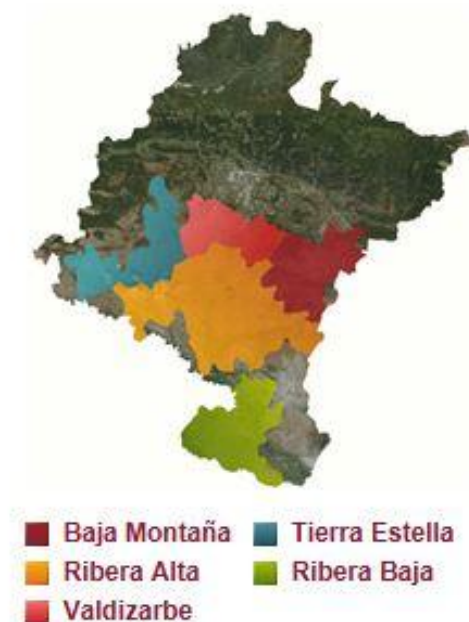 Baja Montaña
Tierra Estella
Ribera Alta
Ribera Baja
Valdizarbe